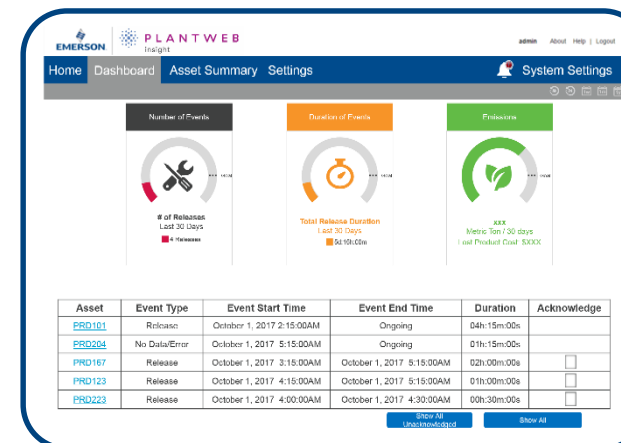 EMERSON
PLANTWEB
Insight
admin About Help | Logout
Home Dashboard Asset Summary Settings System Settings
Number of Events Duration of Events Emissions
# of Releases
Last 30 Days
4 Releases
Total Release Duration
Last 30 Days
5d:10h:00m
xxx
Metric Ton / 30 days
Lost Product Cost $XXX
Asset Event Type Event Start Time Event End Time Duration Acknowledge
PRD101 Release October 1, 2017 2:15:00AM Ongoing 04h:15m:00s
PRD204 No Data/Error October 1, 2017 5:15:00AM Ongoing 01h:15m:00s
PRD167 Release October 1, 2017 3:15:00AM October 1, 2017 5:15:00AM 02h:00m:00s
PRD123 Release October 1, 2017 4:15:00AM October 1, 2017 5:15:00AM 01h:00m:00s
PRD223 Release October 1, 2017 4:00:00AM October 1, 2017 4:30:00AM 00h:30m:00s
Show All
Unacknowledged
Show All